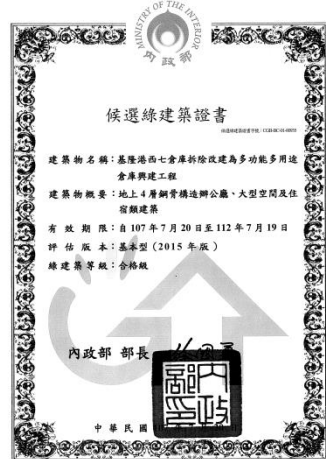 MINISTRY OF THE INTERIOR
內政部
候選綠建築證書
建築物名稱：基隆港西七倉庫拆除改建為多功能多用途
倉庫興建工程
建築物概要：地上4層鋼骨構造辦公廳、大型空間及住
宿類建築
有效期限：自107年7月20日至112年7月19日
評估版本：基本型(2015年版)
綠建築等級：合格級
內政部 部長
內政部印
中華民國